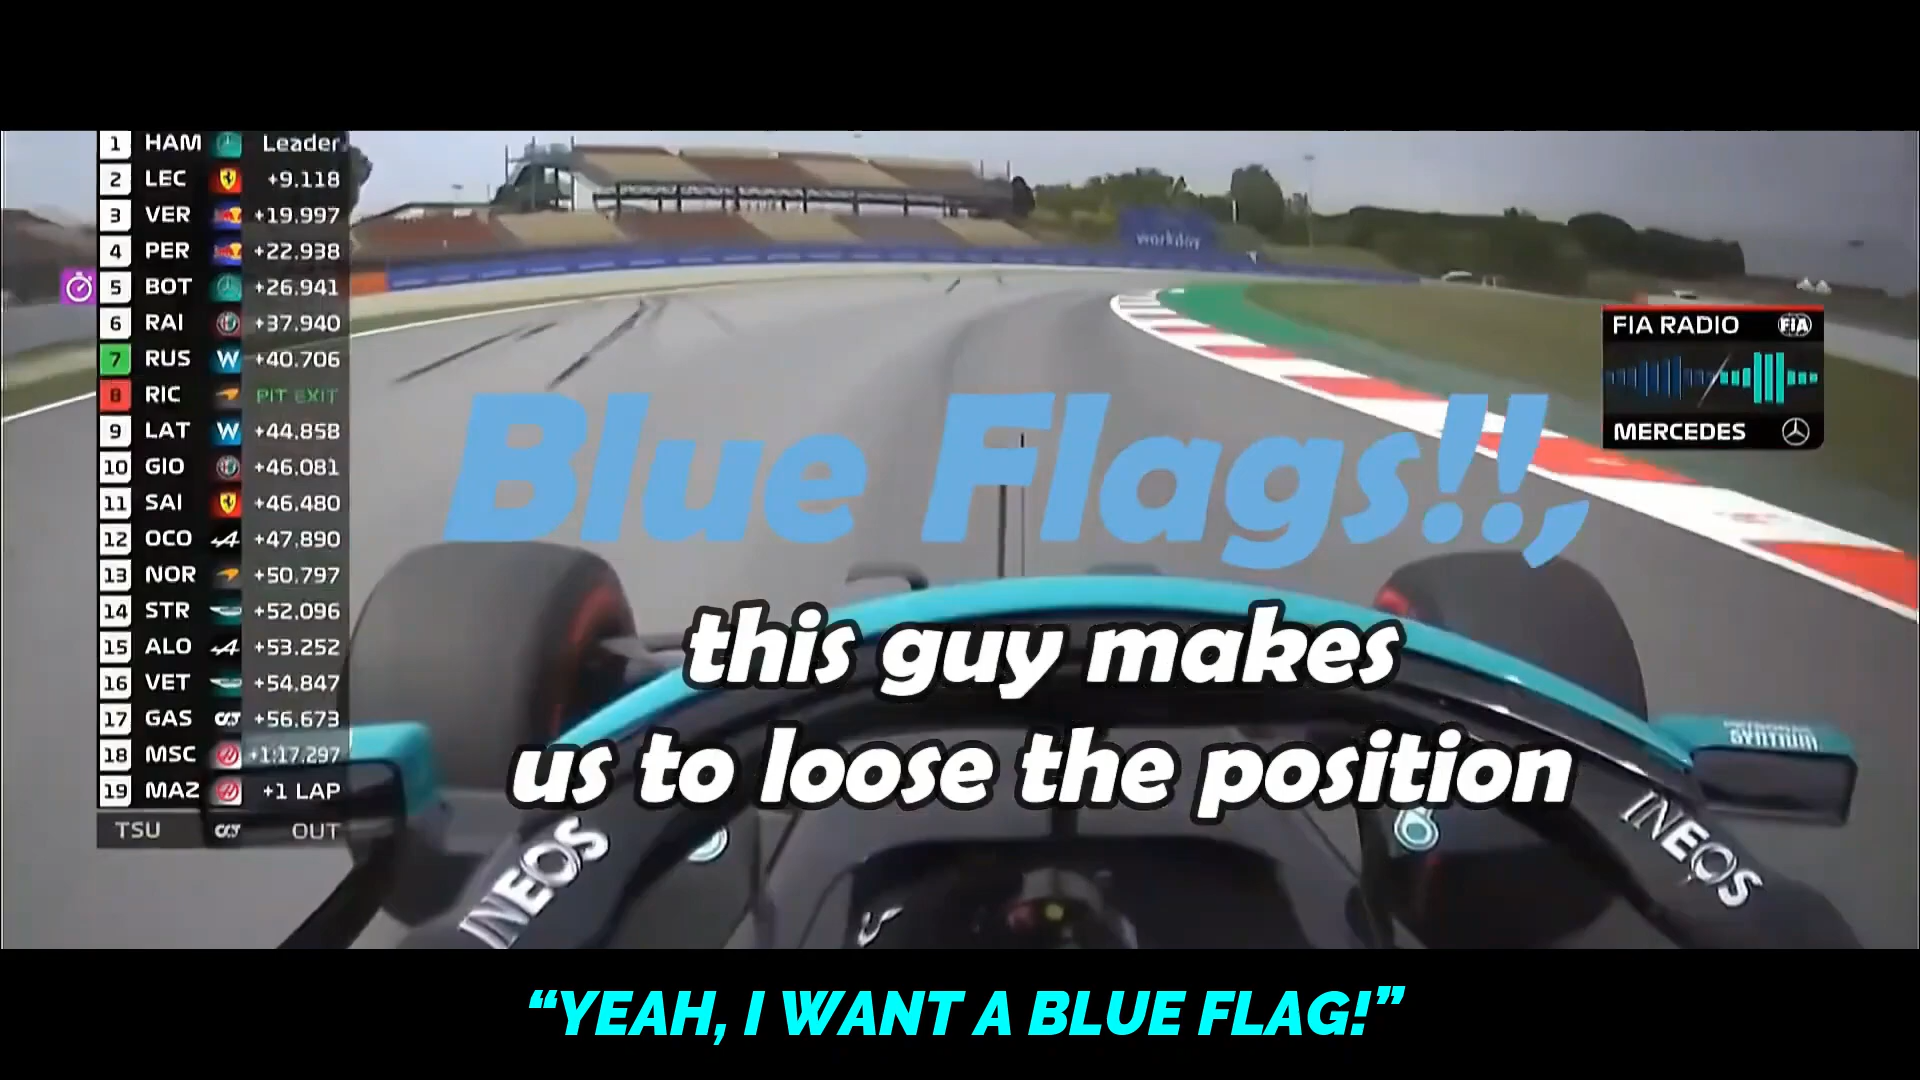 1 HAM Leader
2 LEC +9.118
3 VER +19.997
4 PER +22.938
5 BOT +26.941
6 RAI +37.940
7 RUS W +40.706
8 RIC PIT EXIT
9 LAT W +44.858
10 GIO +46.081
11 SAI +46.480
12 OCO +47.890
13 NOR +50.797
14 STR +52.096
15 ALO +53.252
16 VET +54.847
17 GAS +56.673
18 MSC +1:17.297
19 MAZ +1 LAP
TSU OUT
workday
FIA RADIO FIA
MERCEDES
Blue Flags!!,
this guy makes
us to loose the position
PETRONAS
SYNTIUM
INEOS
INEOS
“YEAH, I WANT A BLUE FLAG!”